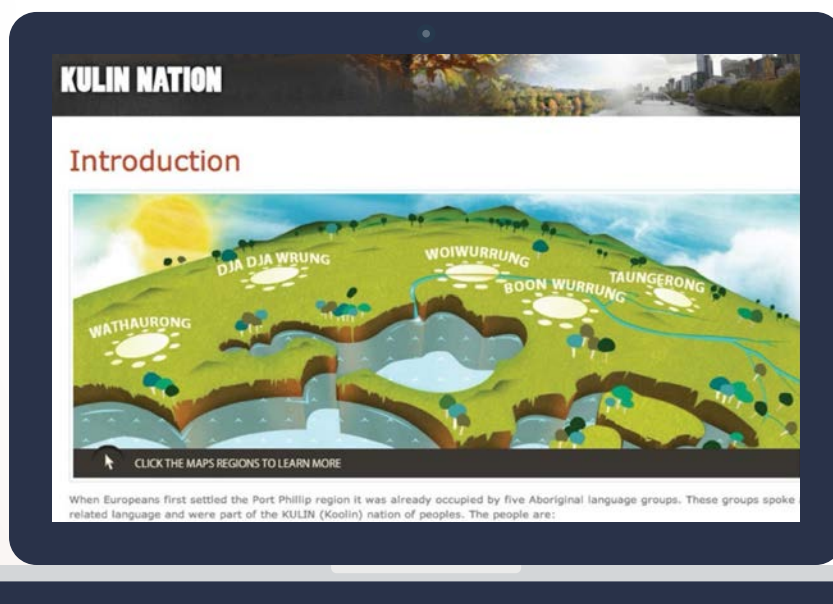 KULIN NATION
Introduction
DJA DJA WRUNG
WOIWURRUNG
BOON WURRUNG
TAUNGERONG
WATHAURONG
CLICK THE MAPS REGIONS TO LEARN MORE
When Europeans first settled the Port Phillip region it was already occupied by five Aboriginal language groups. These groups spoke
related language and were part of the KULIN (Koolin) nation of peoples. The people are: